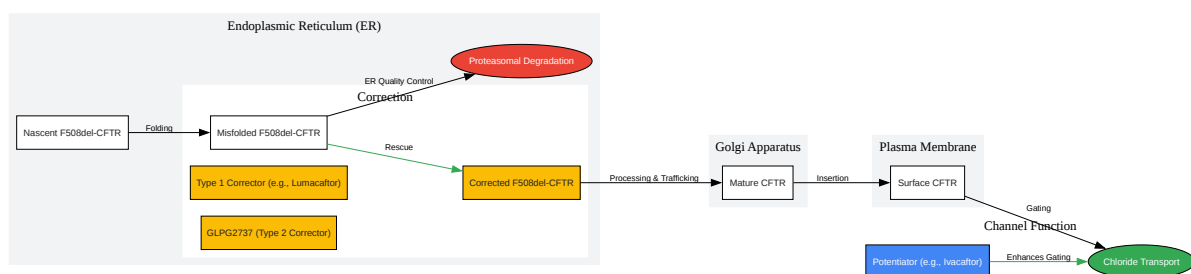 Endoplasmic Reticulum (ER)
Proteasomal Degradation
ER Quality Control
Correction
Nascent F508del-CFTR
Folding
Misfolded F508del-CFTR
Rescue
Type 1 Corrector (e.g., Lumacaftor)
Corrected F508del-CFTR
GLPG2737 (Type 2 Corrector)
Processing & Trafficking
Golgi Apparatus
Mature CFTR
Insertion
Plasma Membrane
Surface CFTR
Gating
Channel Function
Potentiator (e.g., Ivacaftor)
Enhances Gating
Chloride Transport